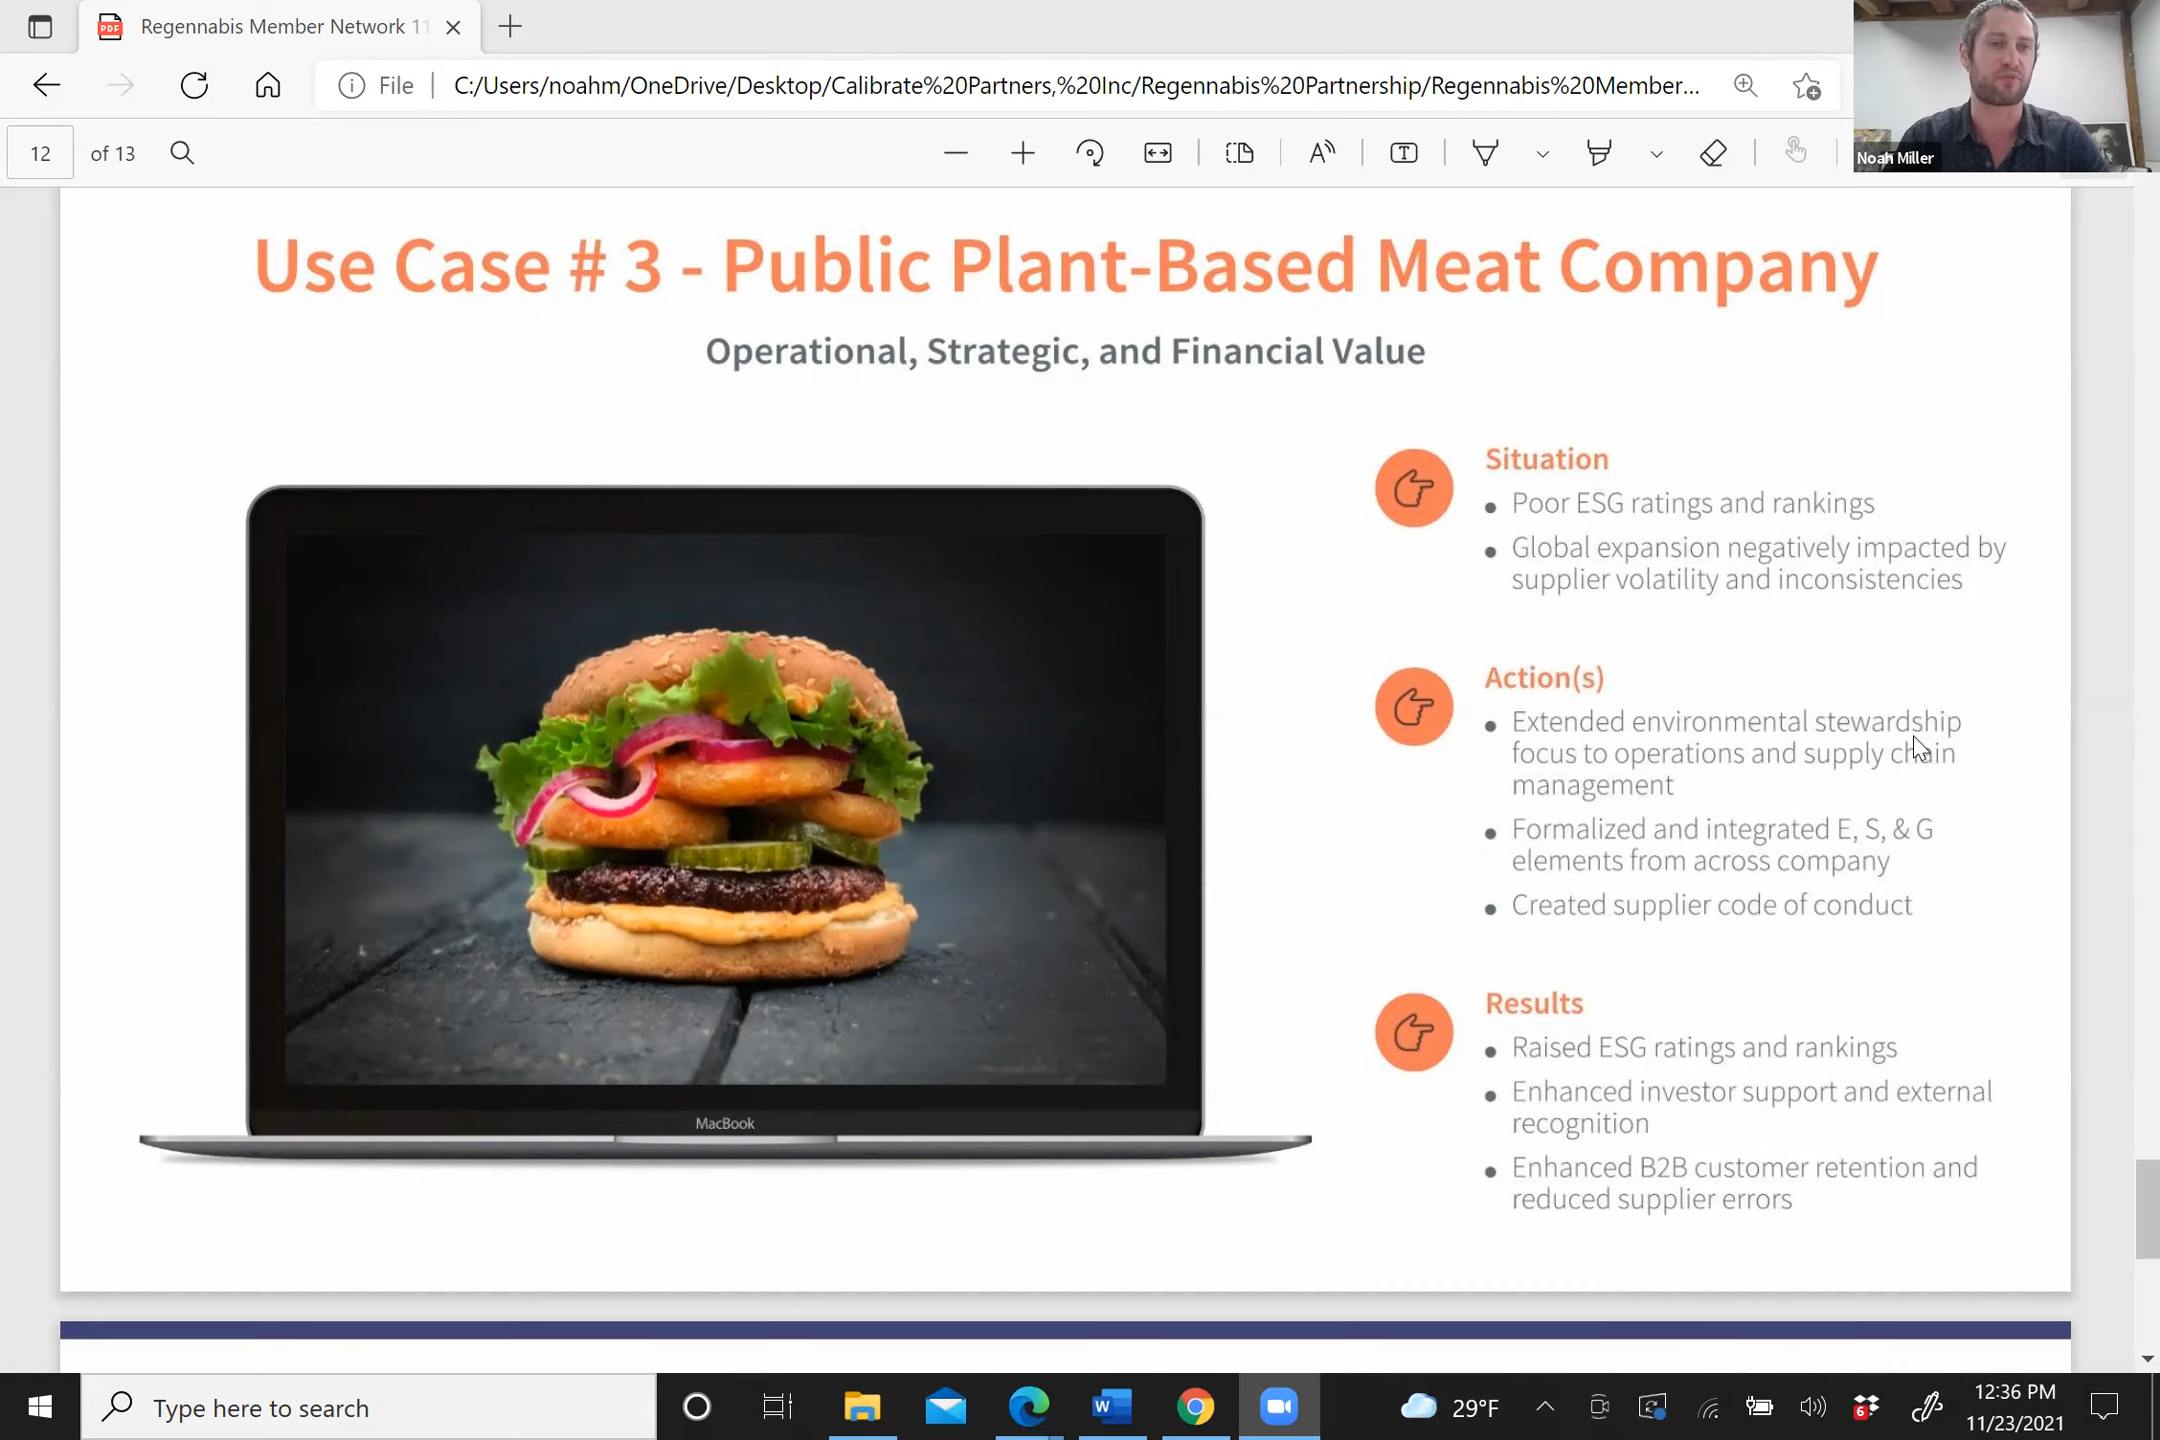 Regennabis Member Network 11
File
C:/Users/noahm/OneDrive/Desktop/Calibrate%20Partners,%20Inc/Regennabis%20Partnership/Regennabis%20Member...
Noah Miller
12 of 13
Use Case # 3 - Public Plant-Based Meat Company
Operational, Strategic, and Financial Value
Situation
• Poor ESG ratings and rankings
• Global expansion negatively impacted by
supplier volatility and inconsistencies
Action(s)
• Extended environmental stewardship
focus to operations and supply chain
management
• Formalized and integrated E, S, & G
elements from across company
• Created supplier code of conduct
Results
• Raised ESG ratings and rankings
• Enhanced investor support and external
recognition
• Enhanced B2B customer retention and
reduced supplier errors
MacBook
Type here to search
29°F
6
12:36 PM
11/23/2021